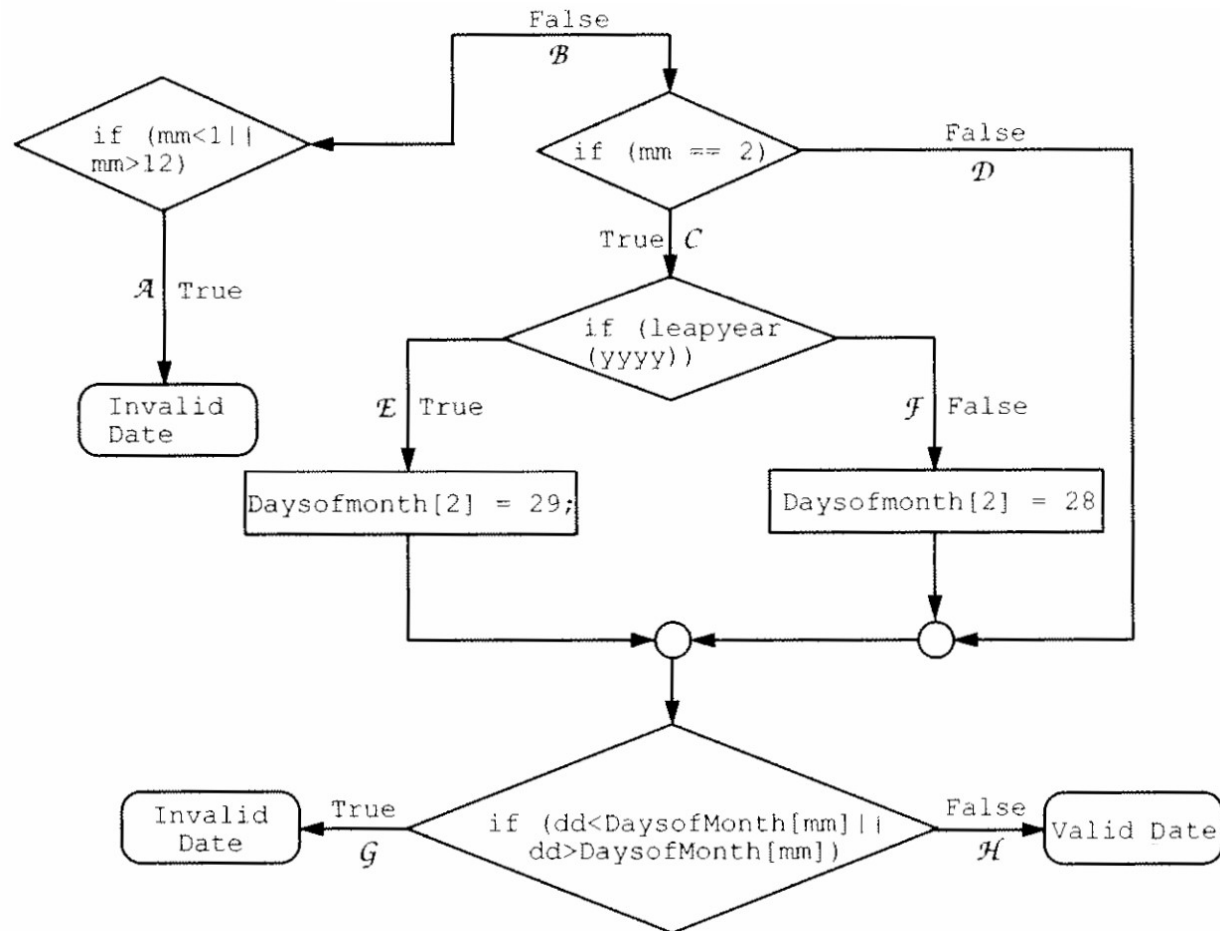 False
B
if (mm<1||
mm>12)
if (mm == 2)
False
D
True C
A True
if (leapyear
(yyyy))
Invalid
Date
E True
F False
Daysofmonth[2] = 29;
Daysofmonth[2] = 28
Invalid
Date
True
G
if (dd<DaysofMonth[mm]||
dd>DaysofMonth[mm])
False
H
Valid Date